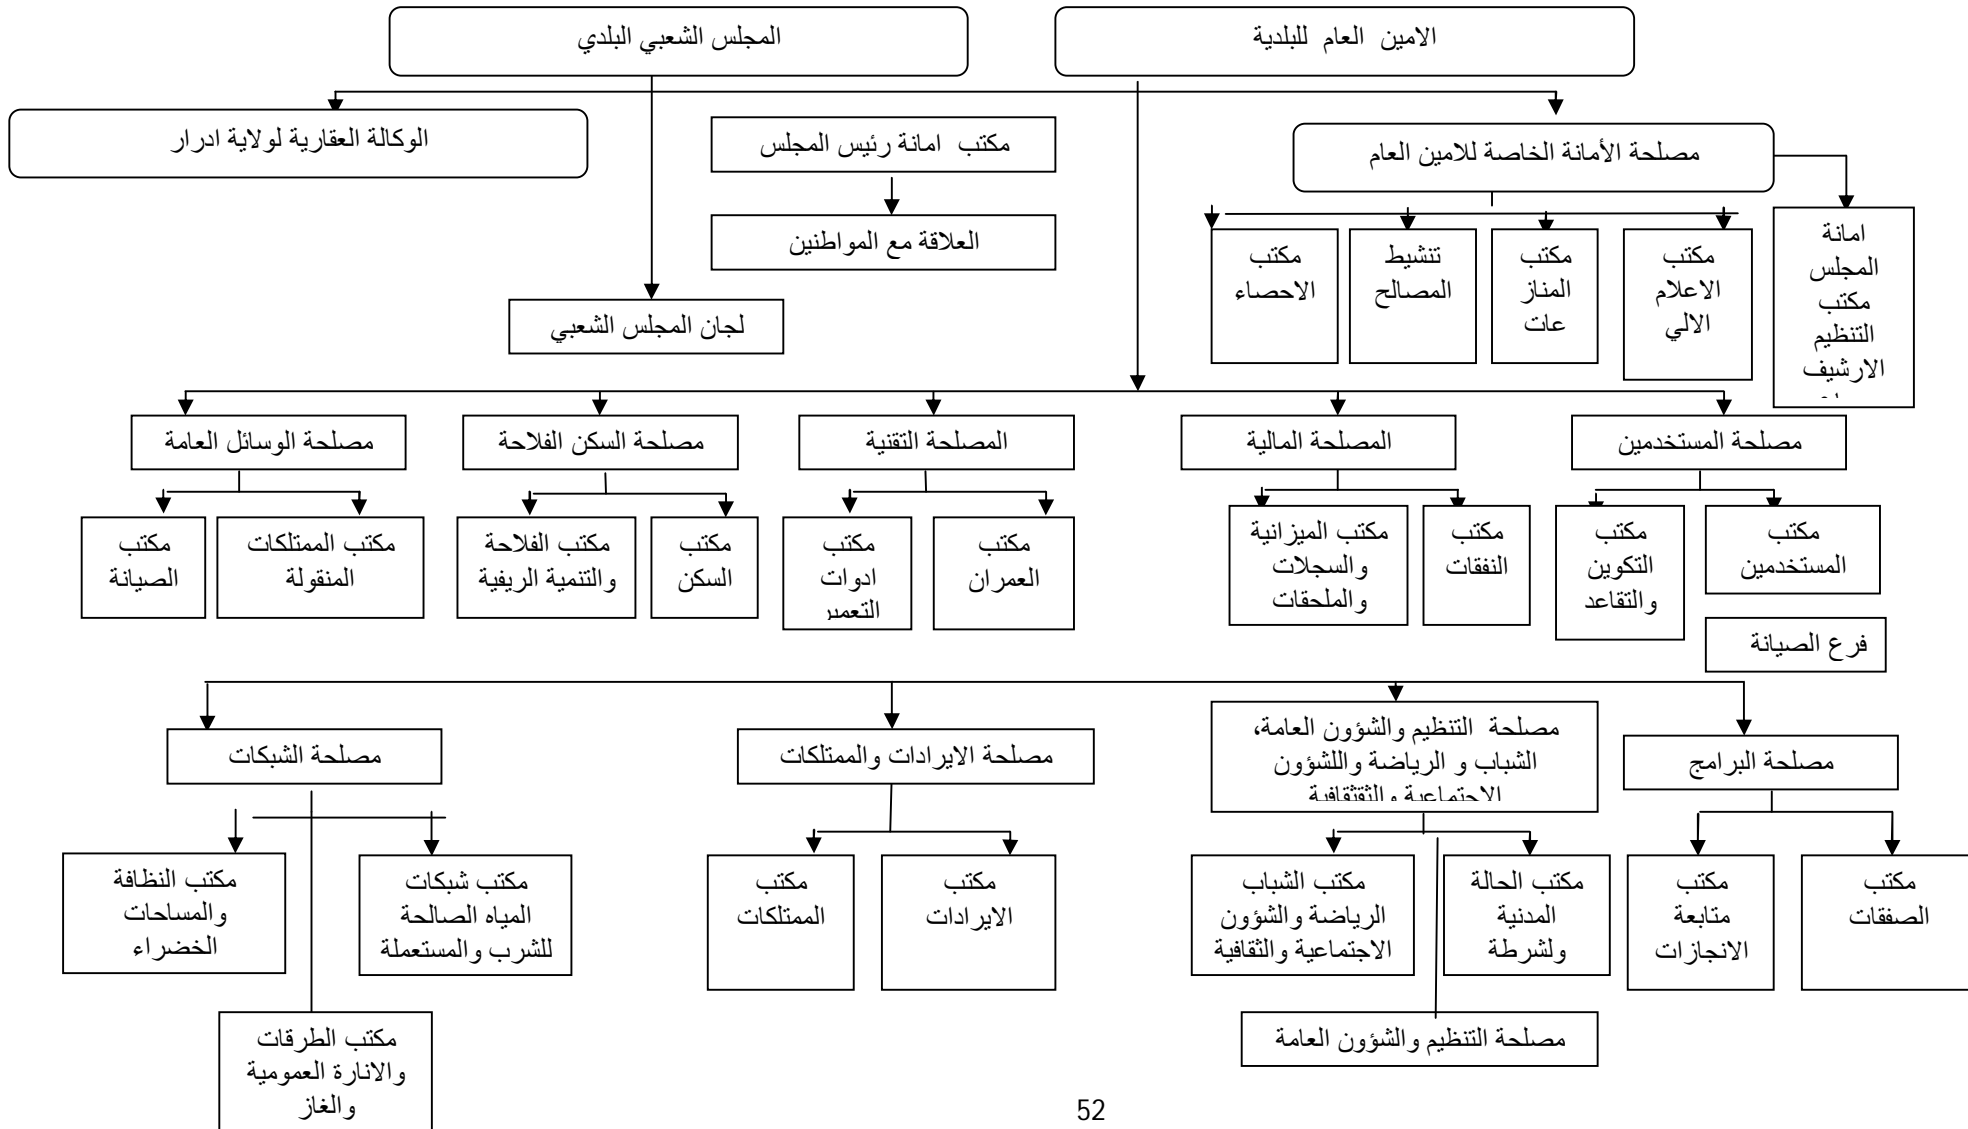 الامين العام للبلدية
المجلس الشعبي البلدي
مصلحة الأمانة الخاصة للامين العام
مكتب امانة رئيس المجلس
الوكالة العقارية لولاية ادرار
العلاقة مع المواطنين
لجان المجلس الشعبي
امانة
المجلس
مكتب
التنظيم
الارشيف
مكتب
الاعلام
الالي
مكتب
المناز
عات
تنشيط
المصالح
مكتب
الاحصاء
مصلحة المستخدمين
المصلحة المالية
المصلحة التقنية
مصلحة السكن الفلاحة
مصلحة الوسائل العامة
مكتب
المستخدمين
مكتب
التكوين
والتقاعد
مكتب
النفقات
مكتب الميزانية
والسجلات
والملحقات
مكتب
العمران
مكتب
ادوات
التعمير
مكتب
السكن
مكتب الفلاحة
والتنمية الريفية
مكتب الممتلكات
المنقولة
مكتب
الصيانة
فرع الصيانة
مصلحة البرامج
مصلحة التنظيم والشؤون العامة،
الشباب و الرياضة واللشؤون
الاجتماعية والثقثقافية
مصلحة الايرادات والممتلكات
مصلحة الشبكات
مكتب
الصفقات
مكتب
متابعة
الانجازات
مكتب الحالة
المدنية
ولشرطة
مكتب الشباب
الرياضة والشؤون
الاجتماعية والثقافية
مكتب
الايرادات
مكتب
الممتلكات
مكتب شبكات
المياه الصالحة
للشرب والمستعملة
مكتب النظافة
والمساحات
الخضراء
مصلحة التنظيم والشؤون العامة
مكتب الطرقات
والانارة العمومية
والغاز
52